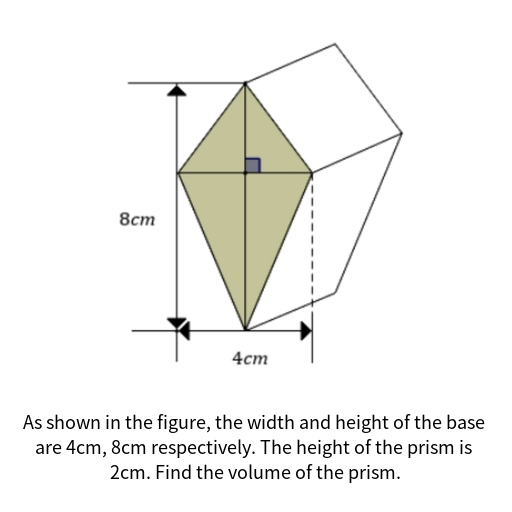 8cm
4cm
As shown in the figure, the width and height of the base
are 4cm, 8cm respectively. The height of the prism is
2cm. Find the volume of the prism.